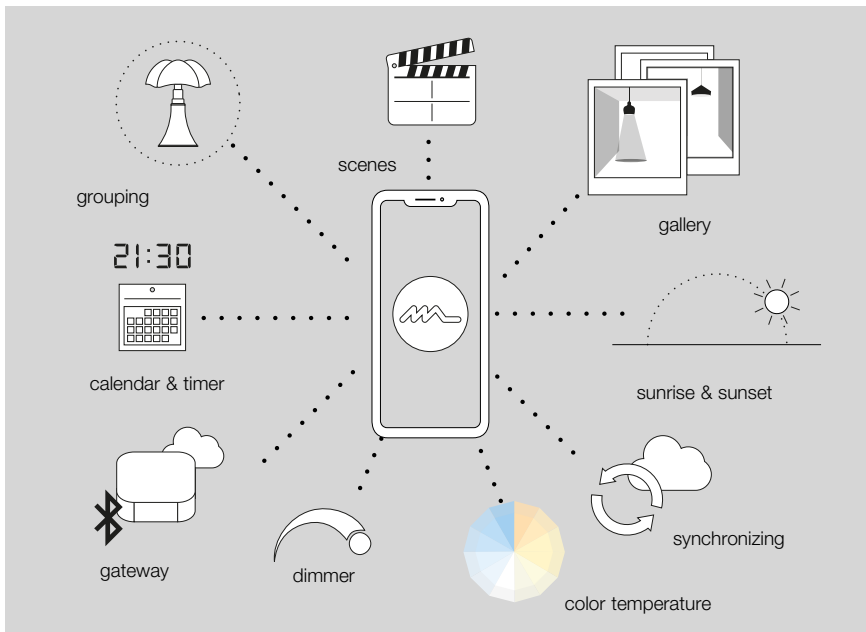 scenes
grouping
gallery
21:30
calendar & timer
sunrise & sunset
gateway
dimmer
synchronizing
color temperature